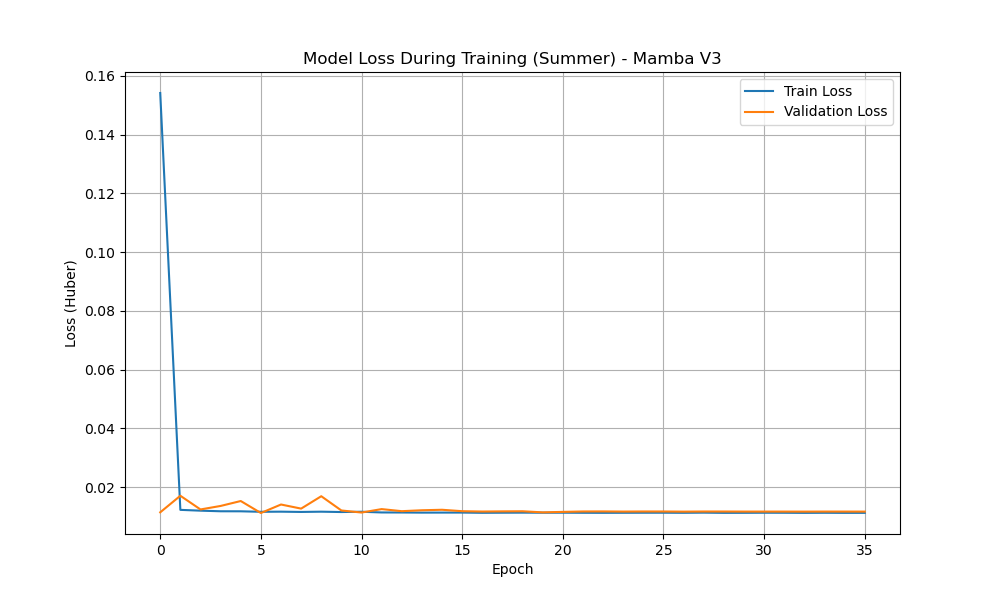 Model Loss During Training (Summer) - Mamba V3
Train Loss
Validation Loss
0.16
0.14
0.12
0.10
0.08
0.06
0.04
0.02
Loss (Huber)
0 5 10 15 20 25 30 35
Epoch